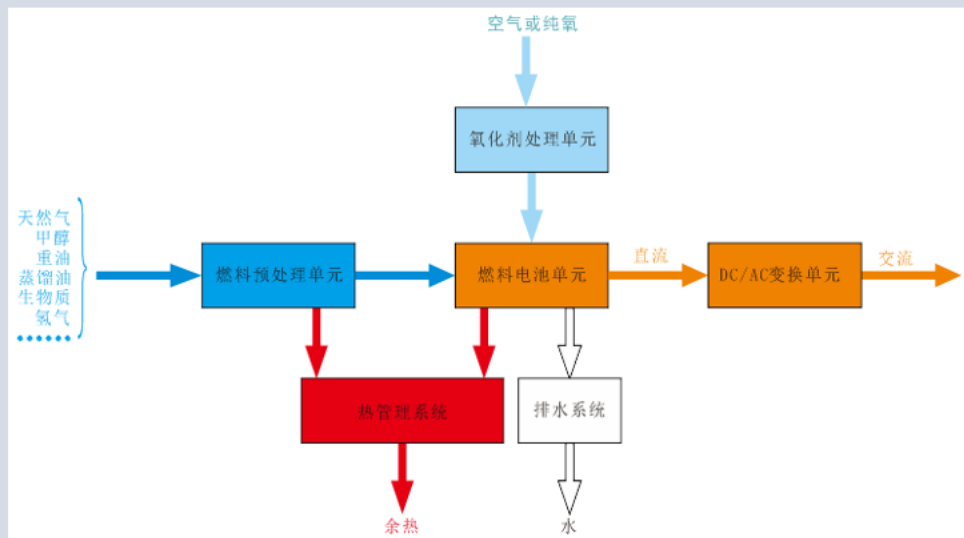 空气或纯氧
氧化剂处理单元
天然气
甲醇
重油
蒸馏油
生物质
氢气
••••••
燃料预处理单元
燃料电池单元
直流
DC/AC变换单元
交流
热管理系统
排水系统
余热
水